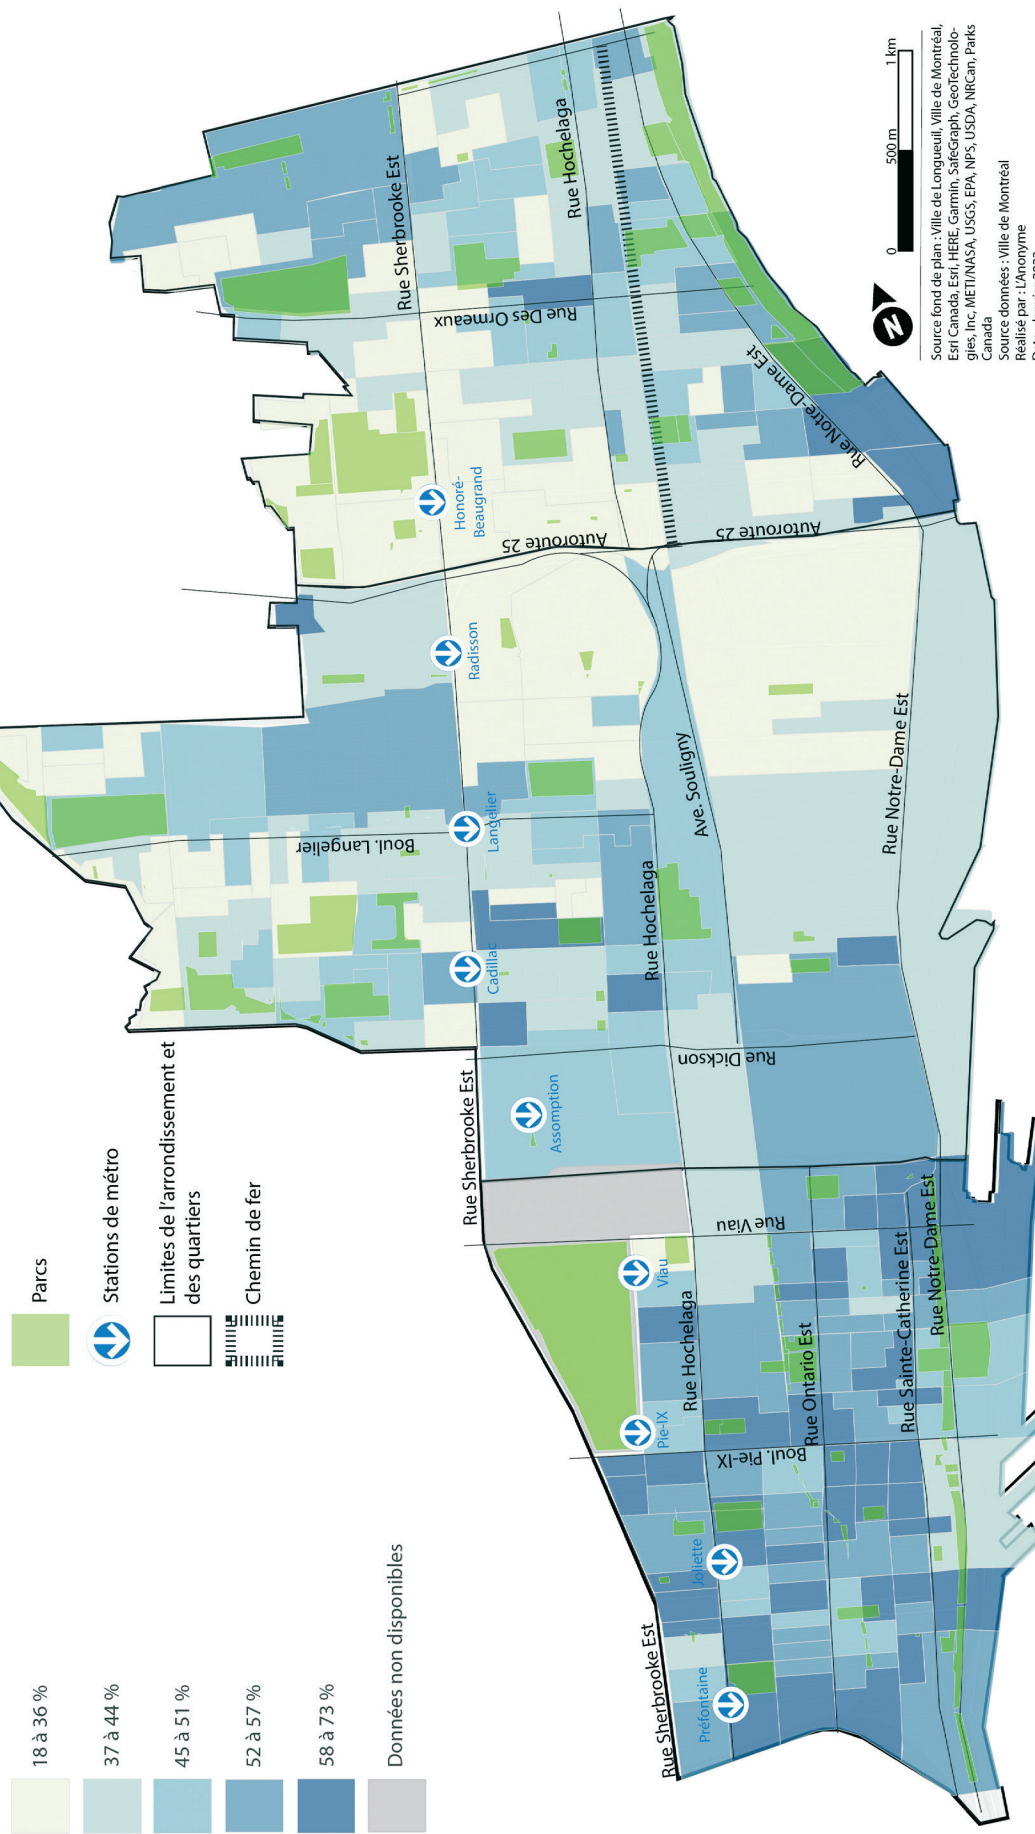 18 à 36 %
37 à 44 %
45 à 51 %
52 à 57 %
58 à 73 %
Données non disponibles
Parcs
Stations de métro
Limites de l'arrondissement et
des quartiers
Chemin de fer
Rue Sherbrooke Est
Rue Sherbrooke Est
Rue Sherbrooke Est
Rue Hochelaga
Rue Hochelaga
Rue Hochelaga
Rue Des Ormeaux
Rue Notre-Dame Est
Rue Notre-Dame Est
Rue Notre-Dame Est
Autoroute 25
Autoroute 25
Boul. Langelier
Ave. Souligny
Rue Dickson
Rue Viau
Boul. Pie-IX
Rue Ontario Est
Rue Sainte-Catherine Est
Préfontaine
Joliette
Pie-IX
Viau
Assomption
Cadillac
Langelier
Radisson
Honoré-
Beaugrand
N
0
500 m
1 km
Source fond de plan : Ville de Longueuil, Ville de Montréal,
Esri Canada, Esri, HERE, Garmin, SafeGraph, GeoTechnolo-
gies, Inc, METI/NASA, USGS, EPA, NPS, USDA, NRCan, Parks
Canada
Source données : Ville de Montréal
Réalisé par : L'Anonyme